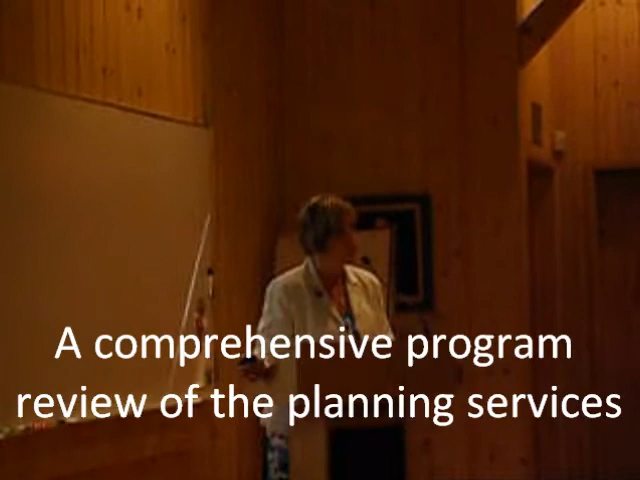 A comprehensive program
review of the planning services